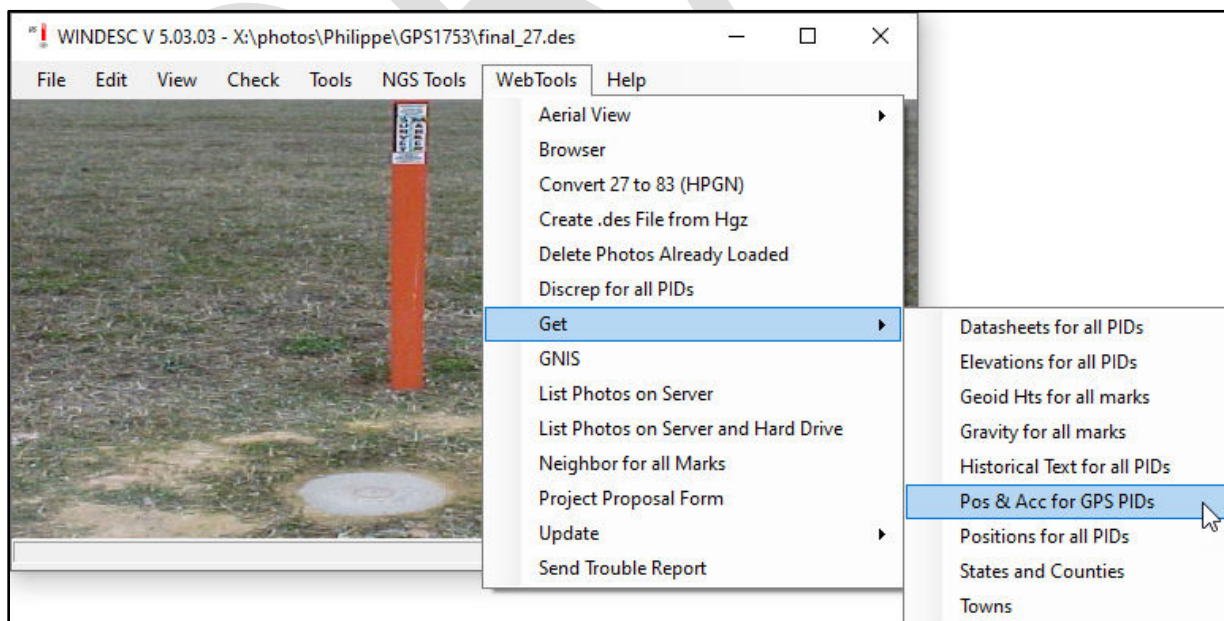 WINDESC V 5.03.03 - X:\photos\Philippe\GPS1753\final_27.des
File Edit View Check Tools NGS Tools WebTools Help
Aerial View
Browser
Convert 27 to 83 (HPGN)
Create .des File from Hgz
Delete Photos Already Loaded
Discrep for all PIDs
Get
GNIS
List Photos on Server
List Photos on Server and Hard Drive
Neighbor for all Marks
Project Proposal Form
Update
Send Trouble Report
Datasheets for all PIDs
Elevations for all PIDs
Geoid Hts for all marks
Gravity for all marks
Historical Text for all PIDs
Pos & Acc for GPS PIDs
Positions for all PIDs
States and Counties
Towns